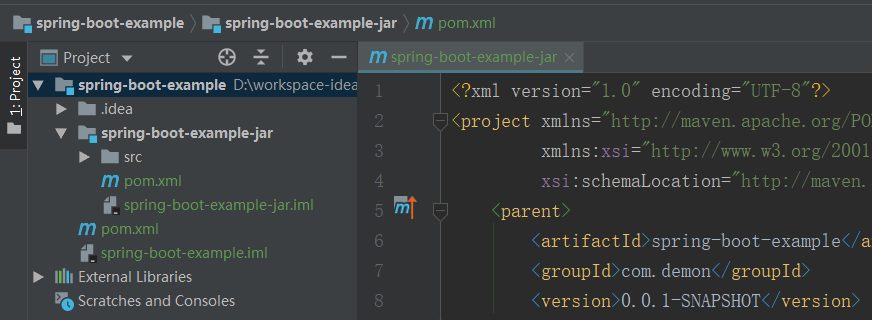 spring-boot-example spring-boot-example-jar pom.xml
1: Project
Project
spring-boot-example D:\workspace-idea
.idea
spring-boot-example-jar
src
pom.xml
spring-boot-example-jar.iml
pom.xml
spring-boot-example.iml
External Libraries
Scratches and Consoles
spring-boot-example-jar
1 <?xml version="1.0" encoding="UTF-8"?>
2 <project xmlns="http://maven.apache.org/PO
3 xmlns:xsi="http://www.w3.org/2001
4 xsi:schemaLocation="http://maven.
5 <parent>
6 <artifactId>spring-boot-example</a
7 <groupId>com.demon</groupId>
8 <version>0.0.1-SNAPSHOT</version>